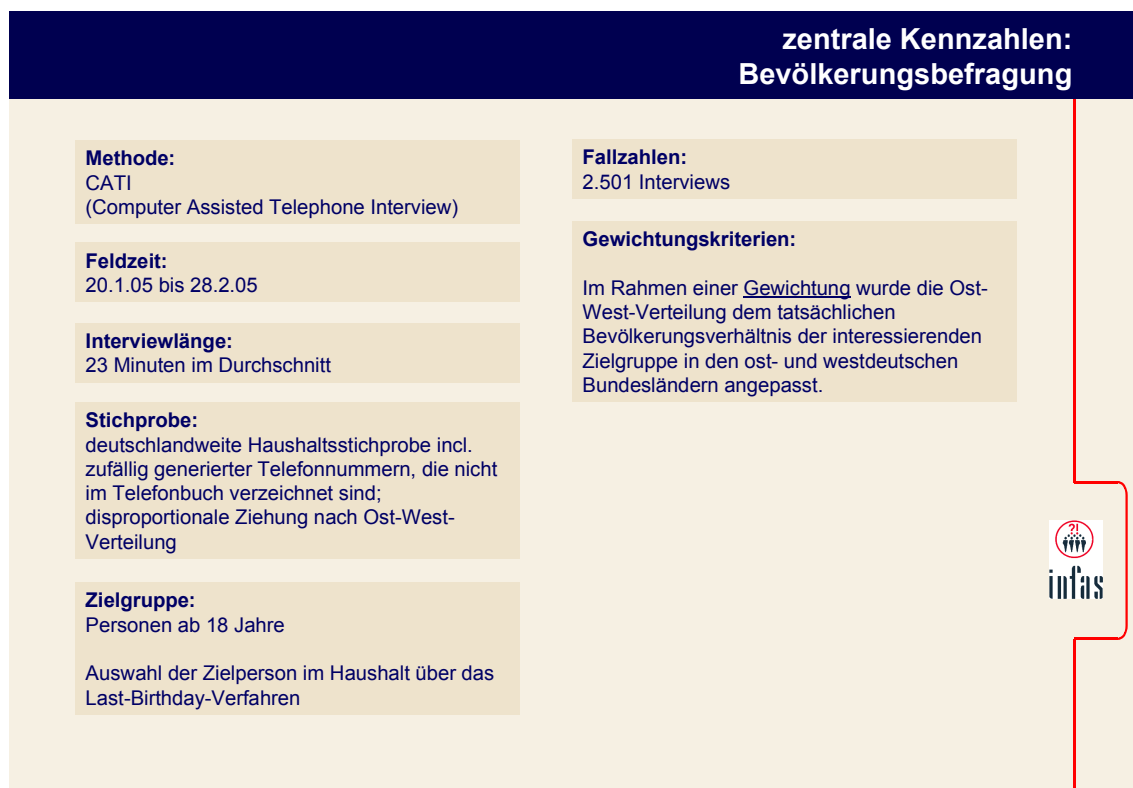 zentrale Kennzahlen:
Bevölkerungsbefragung
Methode:
CATI
(Computer Assisted Telephone Interview)
Feldzeit:
20.1.05 bis 28.2.05
Interviewlänge:
23 Minuten im Durchschnitt
Stichprobe:
deutschlandweite Haushaltsstichprobe incl.
zufällig generierter Telefonnummern, die nicht
im Telefonbuch verzeichnet sind;
disproportionale Ziehung nach Ost-West-
Verteilung
Zielgruppe:
Personen ab 18 Jahre
Auswahl der Zielperson im Haushalt über das
Last-Birthday-Verfahren
Fallzahlen:
2.501 Interviews
Gewichtungskriterien:
Im Rahmen einer Gewichtung wurde die Ost-
West-Verteilung dem tatsächlichen
Bevölkerungsverhältnis der interessierenden
Zielgruppe in den ost- und westdeutschen
Bundesländern angepasst.
?!
infas